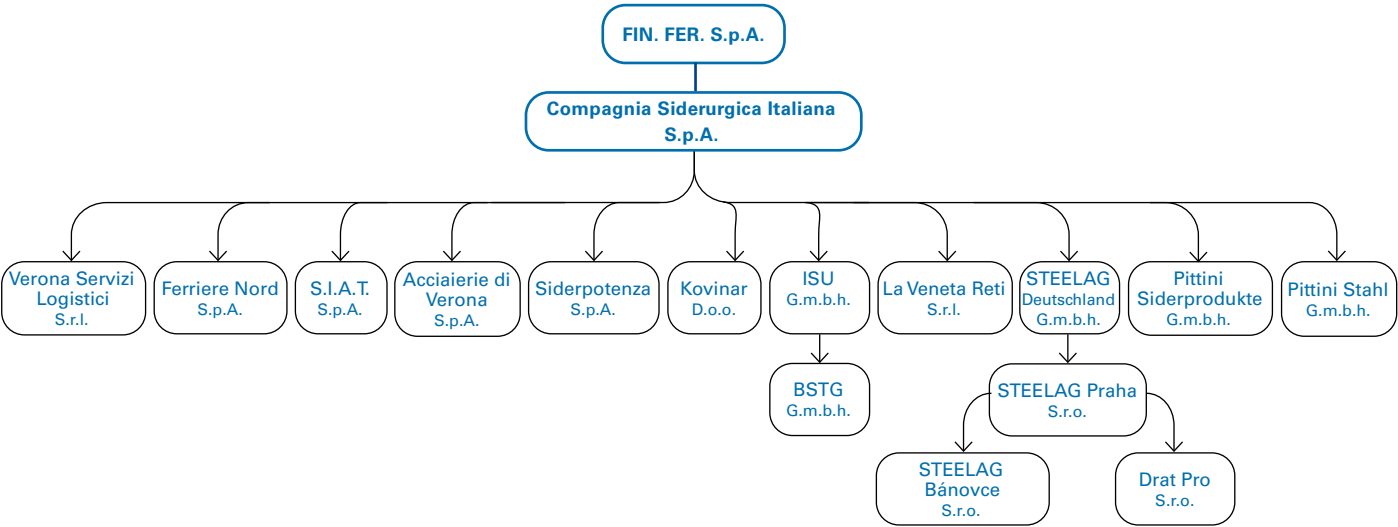 FIN. FER. S.p.A.
Compagnia Siderurgica Italiana
S.p.A.
Verona Servizi
Logistici
S.r.l.
Ferriere Nord
S.p.A.
S.I.A.T.
S.p.A.
Acciaierie di
Verona
S.p.A.
Siderpotenza
S.p.A.
Kovinar
D.o.o.
ISU
G.m.b.h.
La Veneta Reti
S.r.l.
STEELAG
Deutschland
G.m.b.h.
Pittini
Siderprodukte
G.m.b.h.
Pittini Stahl
G.m.b.h.
BSTG
G.m.b.h.
STEELAG Praha
S.r.o.
STEELAG
Bánovce
S.r.o.
Drat Pro
S.r.o.